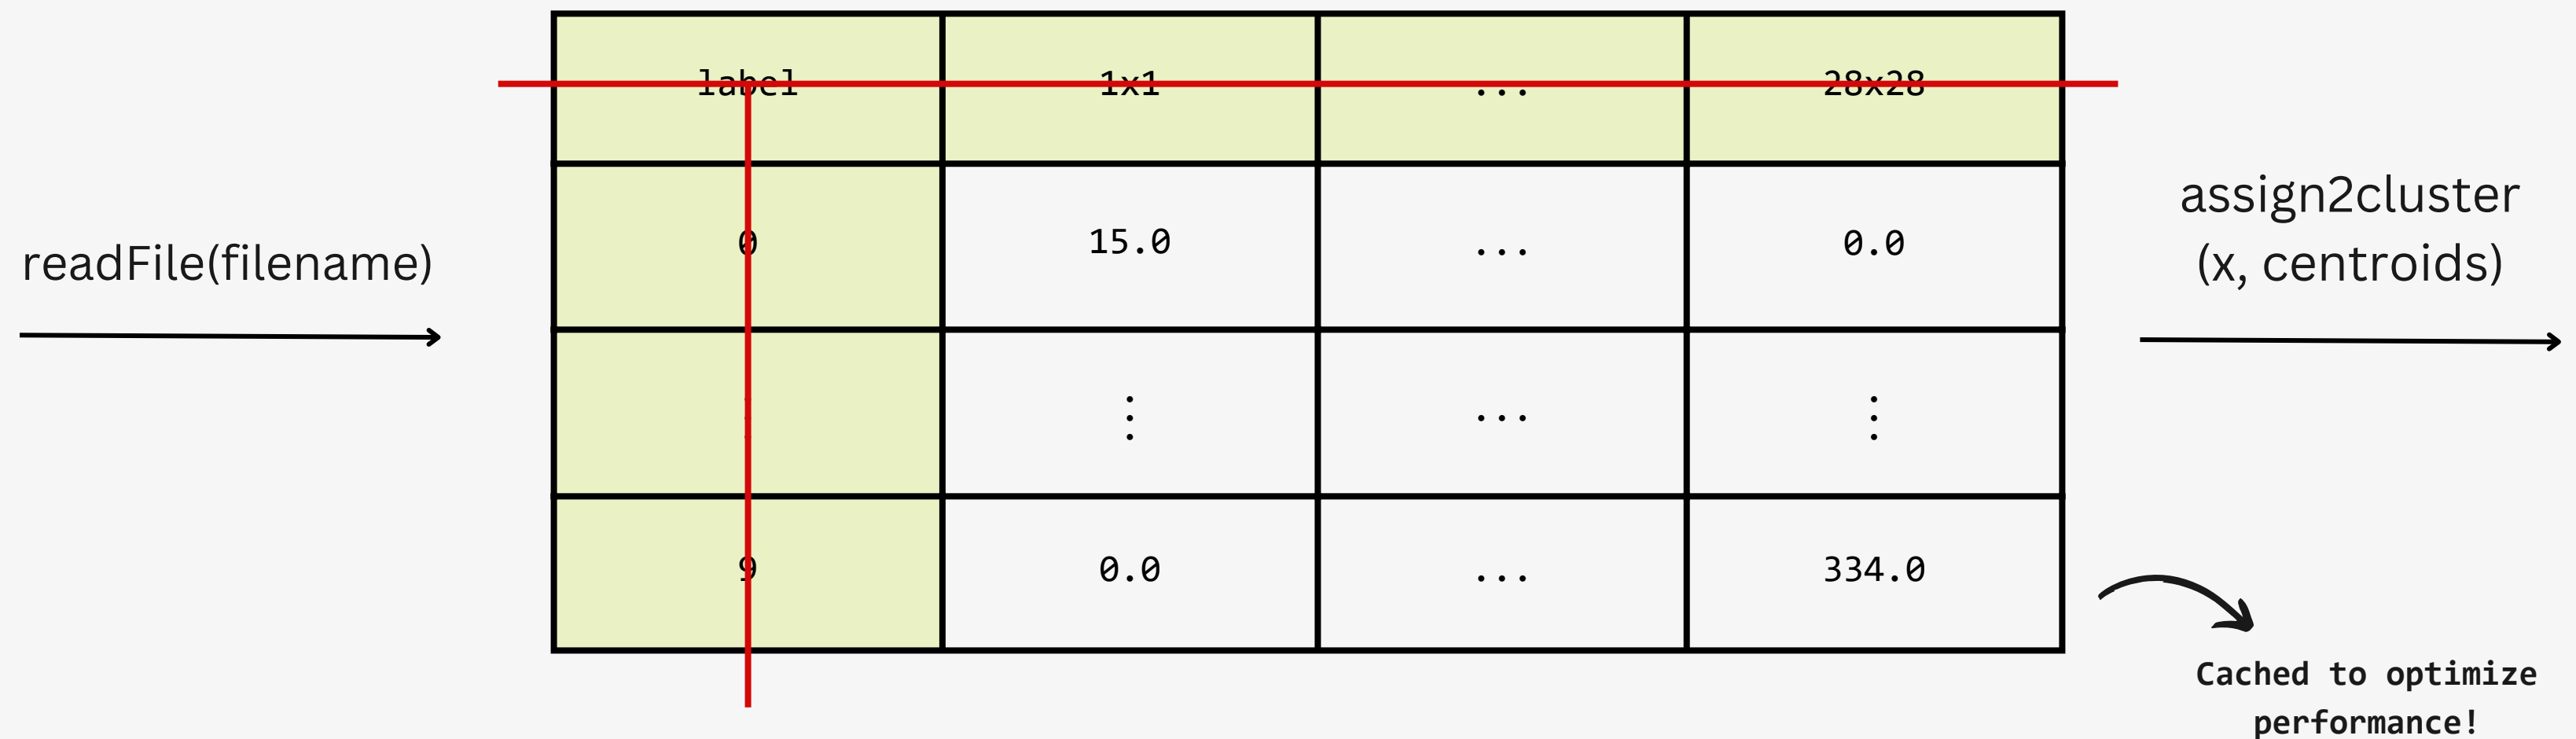 readFile(filename)
label 1x1 ... 28x28
0 15.0 ... 0.0
⋮ ⋮ ... ⋮
9 0.0 ... 334.0
assign2cluster
(x, centroids)
Cached to optimize
performance!